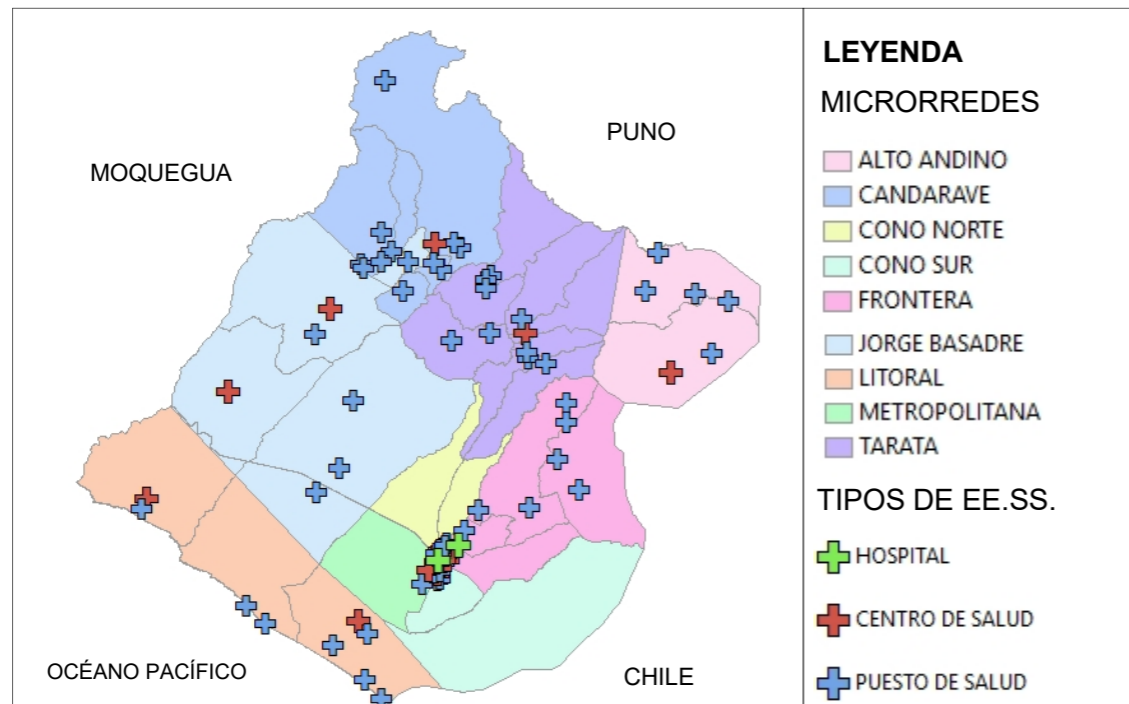 PUNO
MOQUEGUA
OCÉANO PACÍFICO
CHILE
LEYENDA
MICRORREDES
ALTO ANDINO
CANDARAVE
CONO NORTE
CONO SUR
FRONTERA
JORGE BASADRE
LITORAL
METROPOLITANA
TARATA
TIPOS DE EE.SS.
HOSPITAL
CENTRO DE SALUD
PUESTO DE SALUD